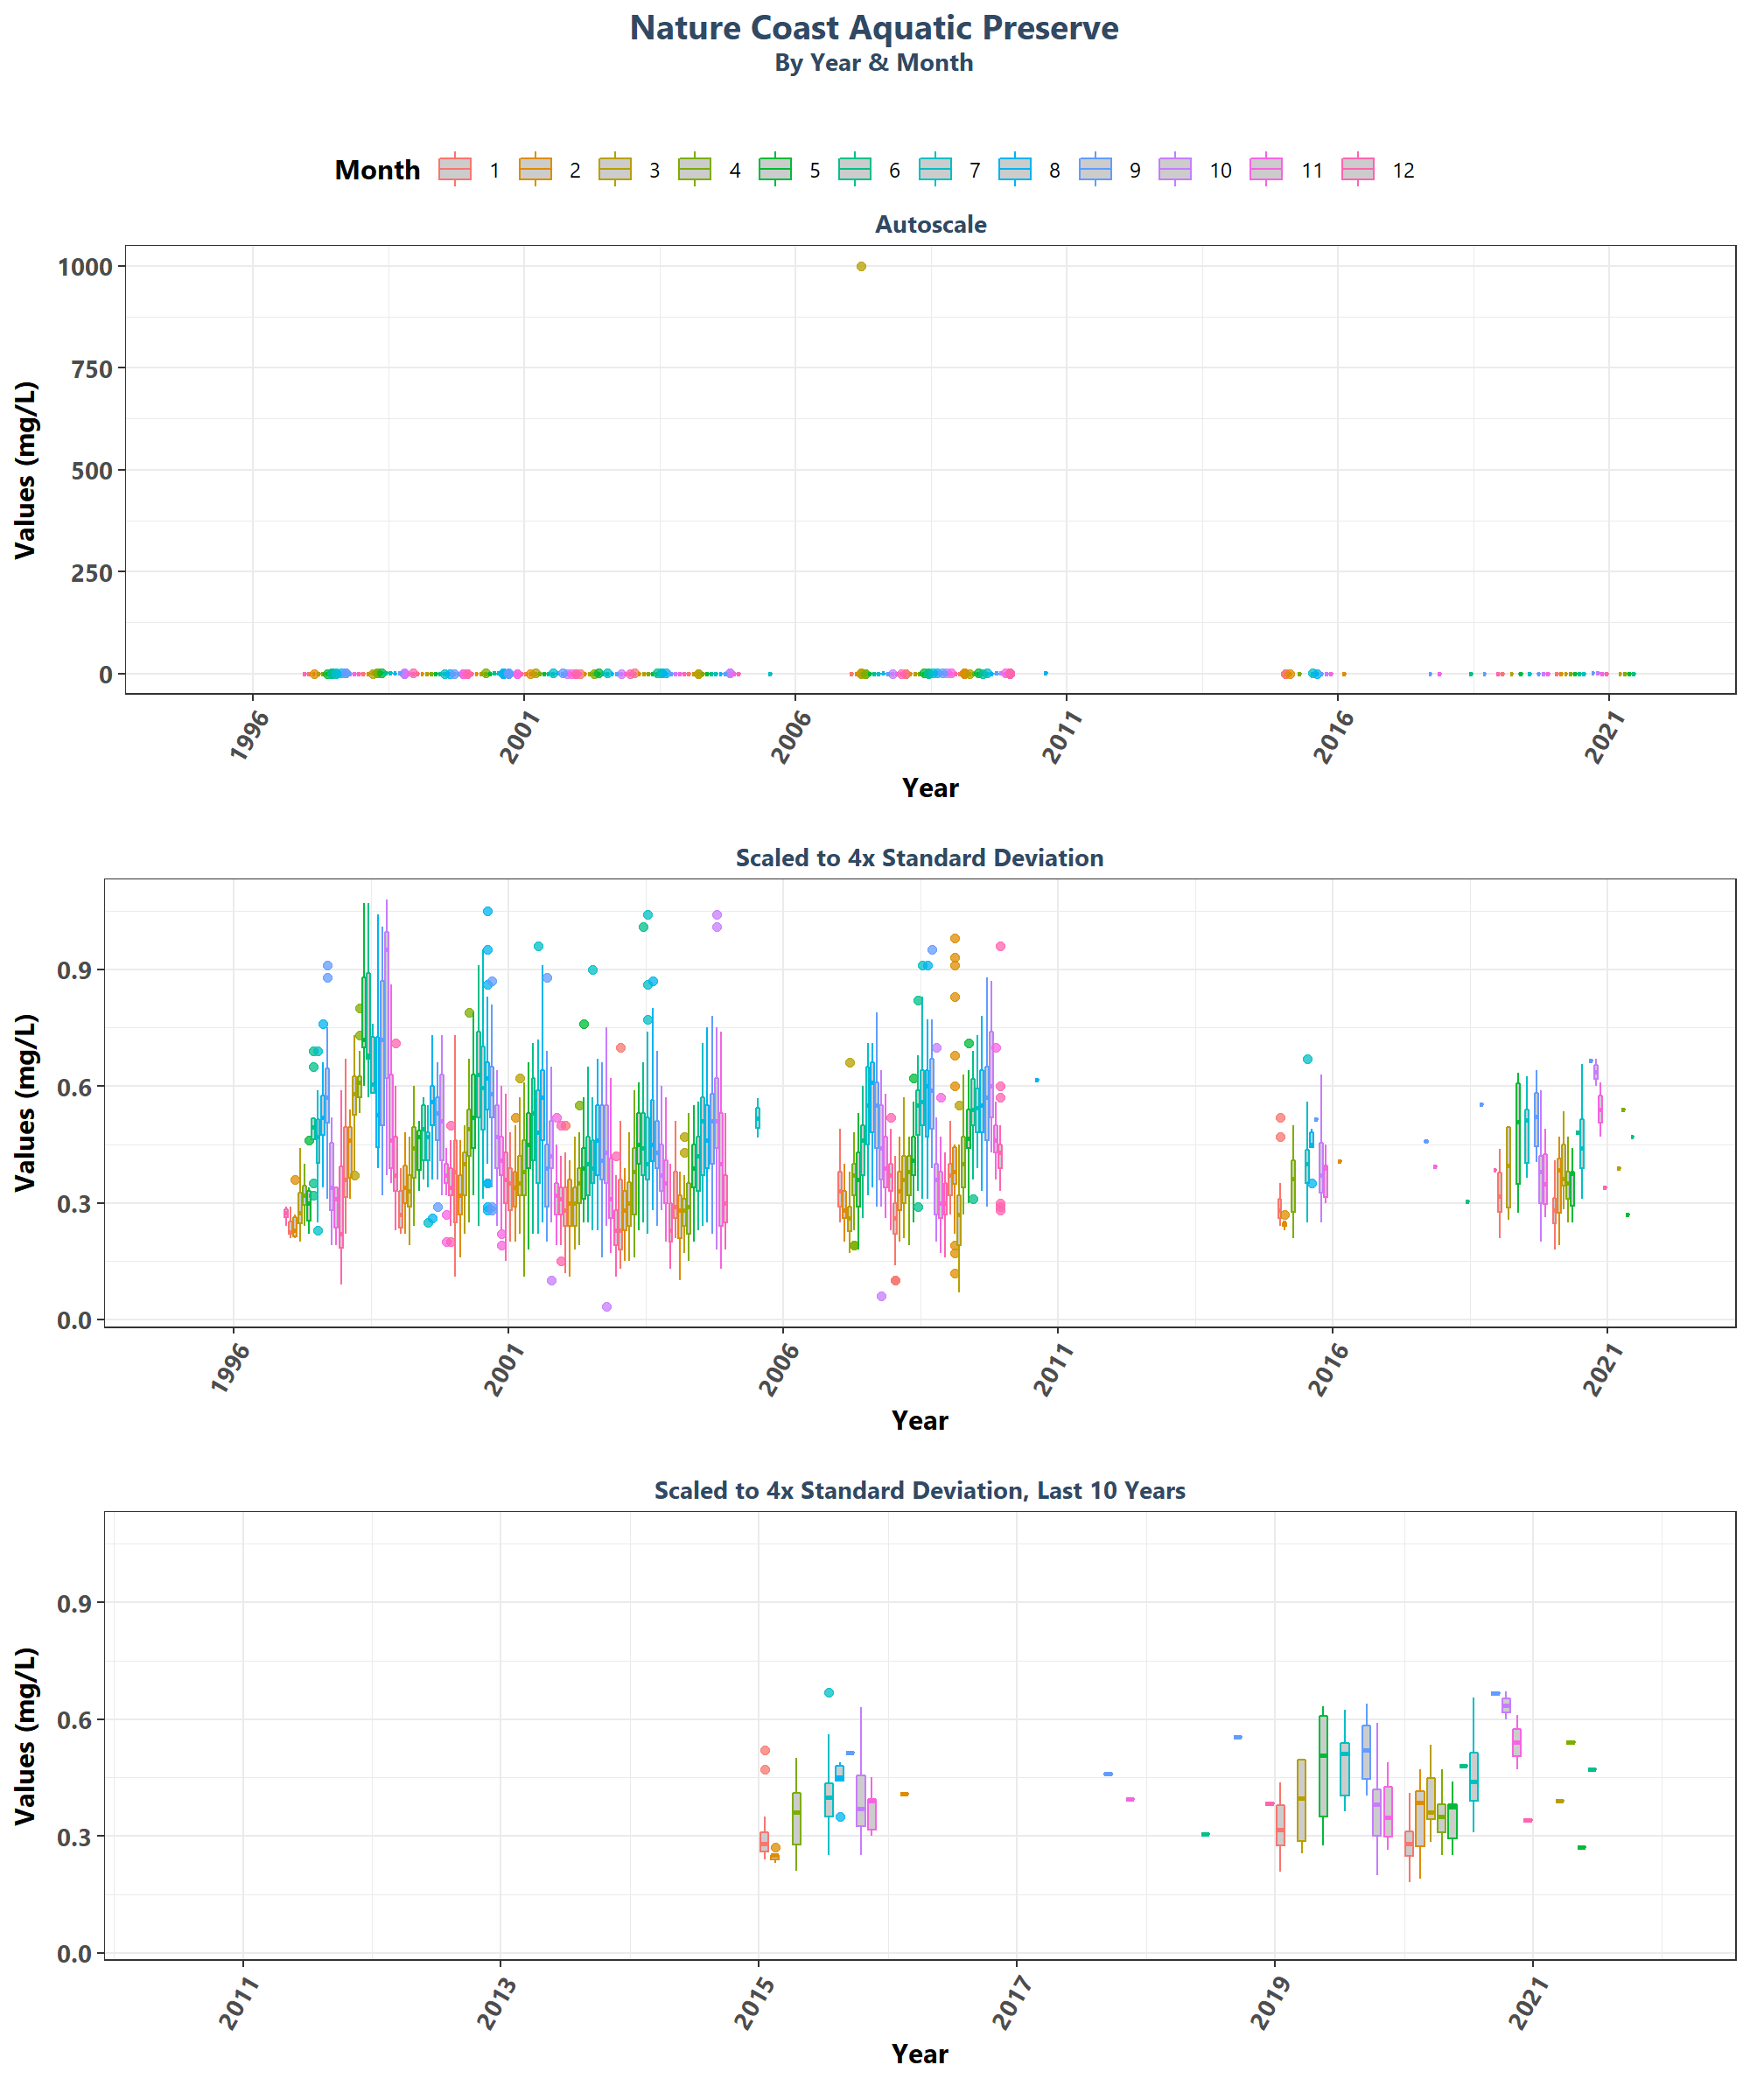 Nature Coast Aquatic Preserve
By Year & Month
Month 1 2 3 4 5 6 7 8 9 10 11 12
Autoscale
Values (mg/L)
1000
750
500
250
0
1996 2001 2006 2011 2016 2021
Year
Scaled to 4x Standard Deviation
Values (mg/L)
0.9
0.6
0.3
0.0
1996 2001 2006 2011 2016 2021
Year
Scaled to 4x Standard Deviation, Last 10 Years
Values (mg/L)
0.9
0.6
0.3
0.0
2011 2013 2015 2017 2019 2021
Year